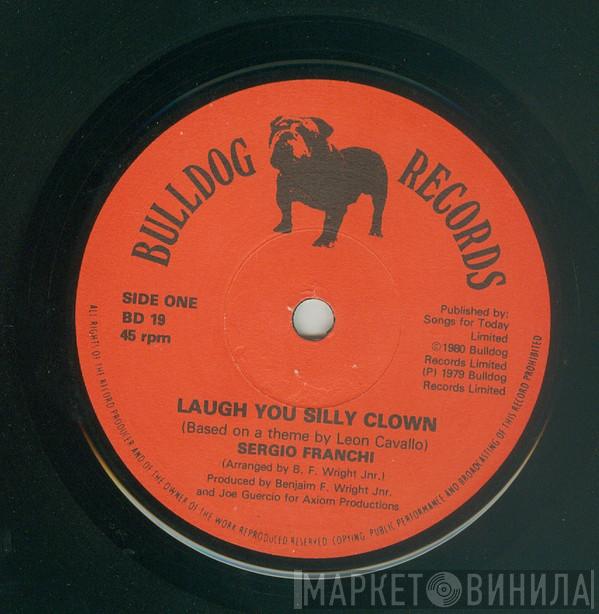 BULLDOG RECORDS
SIDE ONE
BD 19
45 rpm
Published by:
Songs for Today
Limited
©1980 Bulldog
Records Limited
(P) 1979 Bulldog
Records Limited
LAUGH YOU SILLY CLOWN
(Based on a theme by Leon Cavallo)
SERGIO FRANCHI
(Arranged by B. F. Wright Jnr.)
Produced by Benjaim F. Wright Jnr.
and Joe Guercio for Axiom Productions
ALL RIGHTS OF THE RECORD PRODUCER AND OF THE OWNER OF THE WORK REPRODUCED RESERVED. COPYING, PUBLIC PERFORMANCE AND BROADCASTING OF THIS RECORD PROHIBITED
МАРКЕТ ВИНИЛА